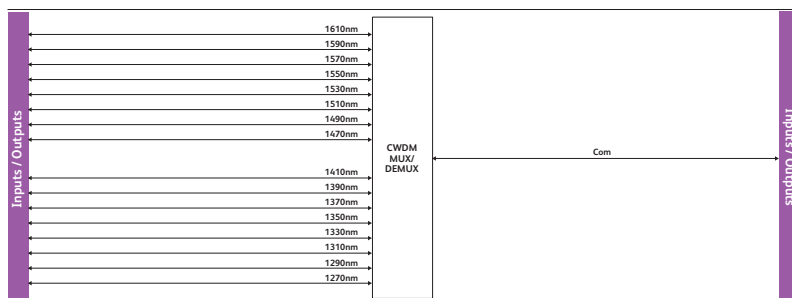 Inputs / Outputs
1610nm
1590nm
1570nm
1550nm
1530nm
1510nm
1490nm
1470nm
1410nm
1390nm
1370nm
1350nm
1330nm
1310nm
1290nm
1270nm
CWDM
MUX/
DEMUX
Com
Inputs / Outputs